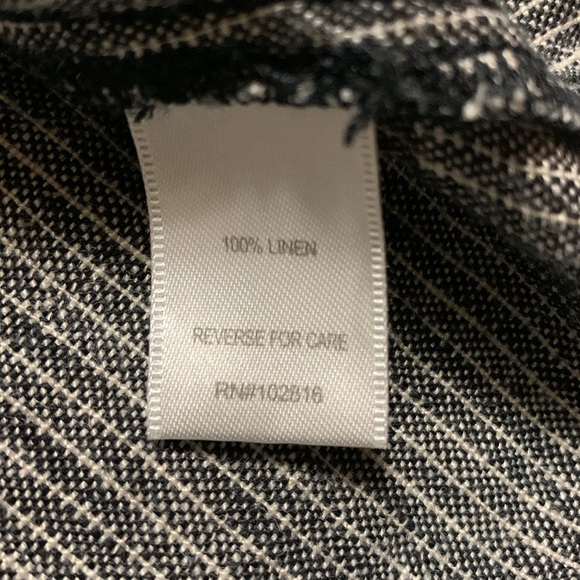 100% LINEN
REVERSE FOR CARE
RN#102816